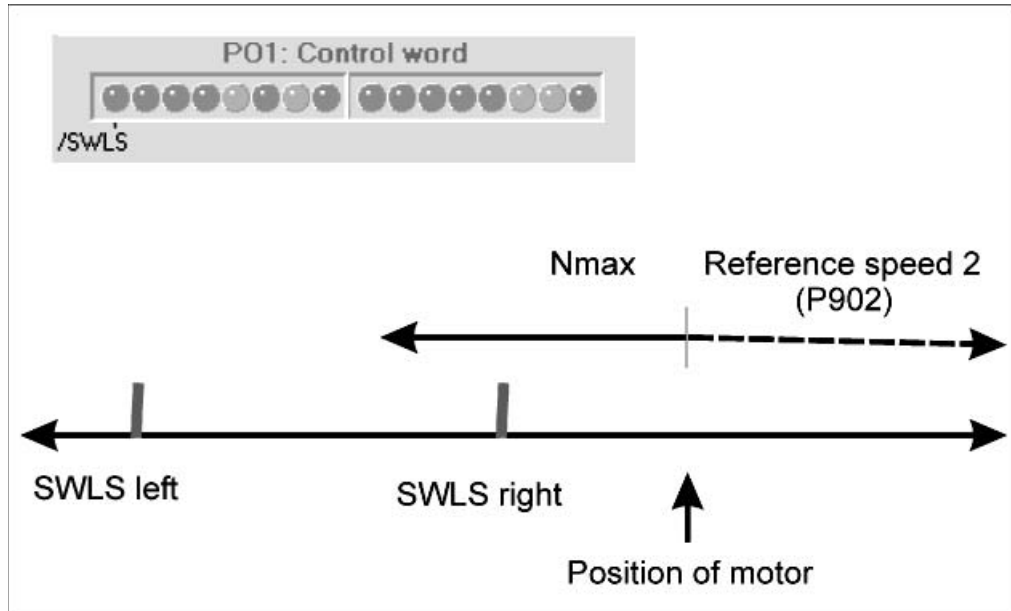 PO1: Control word
/SWLS
Nmax
Reference speed 2
(P902)
SWLS left
SWLS right
Position of motor